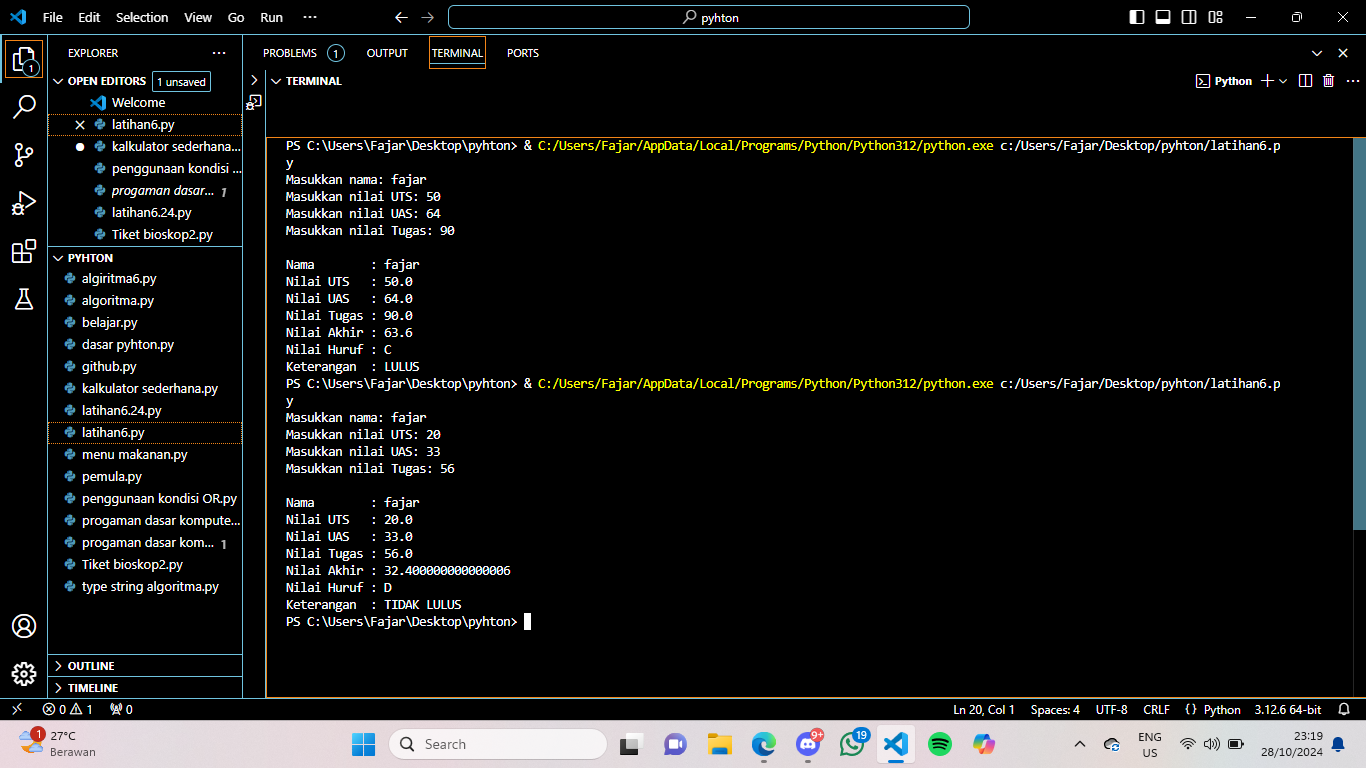 File Edit Selection View Go Run ··· pyhton
EXPLORER ···
OPEN EDITORS 1 unsaved
Welcome
latihan6.py
kalkulator sederhana...
penggunaan kondisi ...
progaman dasar... 1
latihan6.24.py
Tiket bioskop2.py
PYHTON
algiritma6.py
algoritma.py
belajar.py
dasar pyhton.py
github.py
kalkulator sederhana.py
latihan6.24.py
latihan6.py
menu makanan.py
pemula.py
penggunaan kondisi OR.py
progaman dasar kompute...
progaman dasar kom... 1
Tiket bioskop2.py
type string algoritma.py
OUTLINE
TIMELINE
1
PROBLEMS 1 OUTPUT TERMINAL PORTS
TERMINAL Python ···
PS C:\Users\Fajar\Desktop\pyhton> & C:/Users/Fajar/AppData/Local/Programs/Python/Python312/python.exe c:/Users/Fajar/Desktop/pyhton/latihan6.p
y
Masukkan nama: fajar
Masukkan nilai UTS: 50
Masukkan nilai UAS: 64
Masukkan nilai Tugas: 90
Nama : fajar
Nilai UTS : 50.0
Nilai UAS : 64.0
Nilai Tugas : 90.0
Nilai Akhir : 63.6
Nilai Huruf : C
Keterangan : LULUS
PS C:\Users\Fajar\Desktop\pyhton> & C:/Users/Fajar/AppData/Local/Programs/Python/Python312/python.exe c:/Users/Fajar/Desktop/pyhton/latihan6.p
y
Masukkan nama: fajar
Masukkan nilai UTS: 20
Masukkan nilai UAS: 33
Masukkan nilai Tugas: 56
Nama : fajar
Nilai UTS : 20.0
Nilai UAS : 33.0
Nilai Tugas : 56.0
Nilai Akhir : 32.400000000000006
Nilai Huruf : D
Keterangan : TIDAK LULUS
PS C:\Users\Fajar\Desktop\pyhton>
0 1 0 Ln 20, Col 1 Spaces: 4 UTF-8 CRLF {} Python 3.12.6 64-bit
1 27°C
Berawan
Search
9+ 19
ENG
US
23:19
28/10/2024